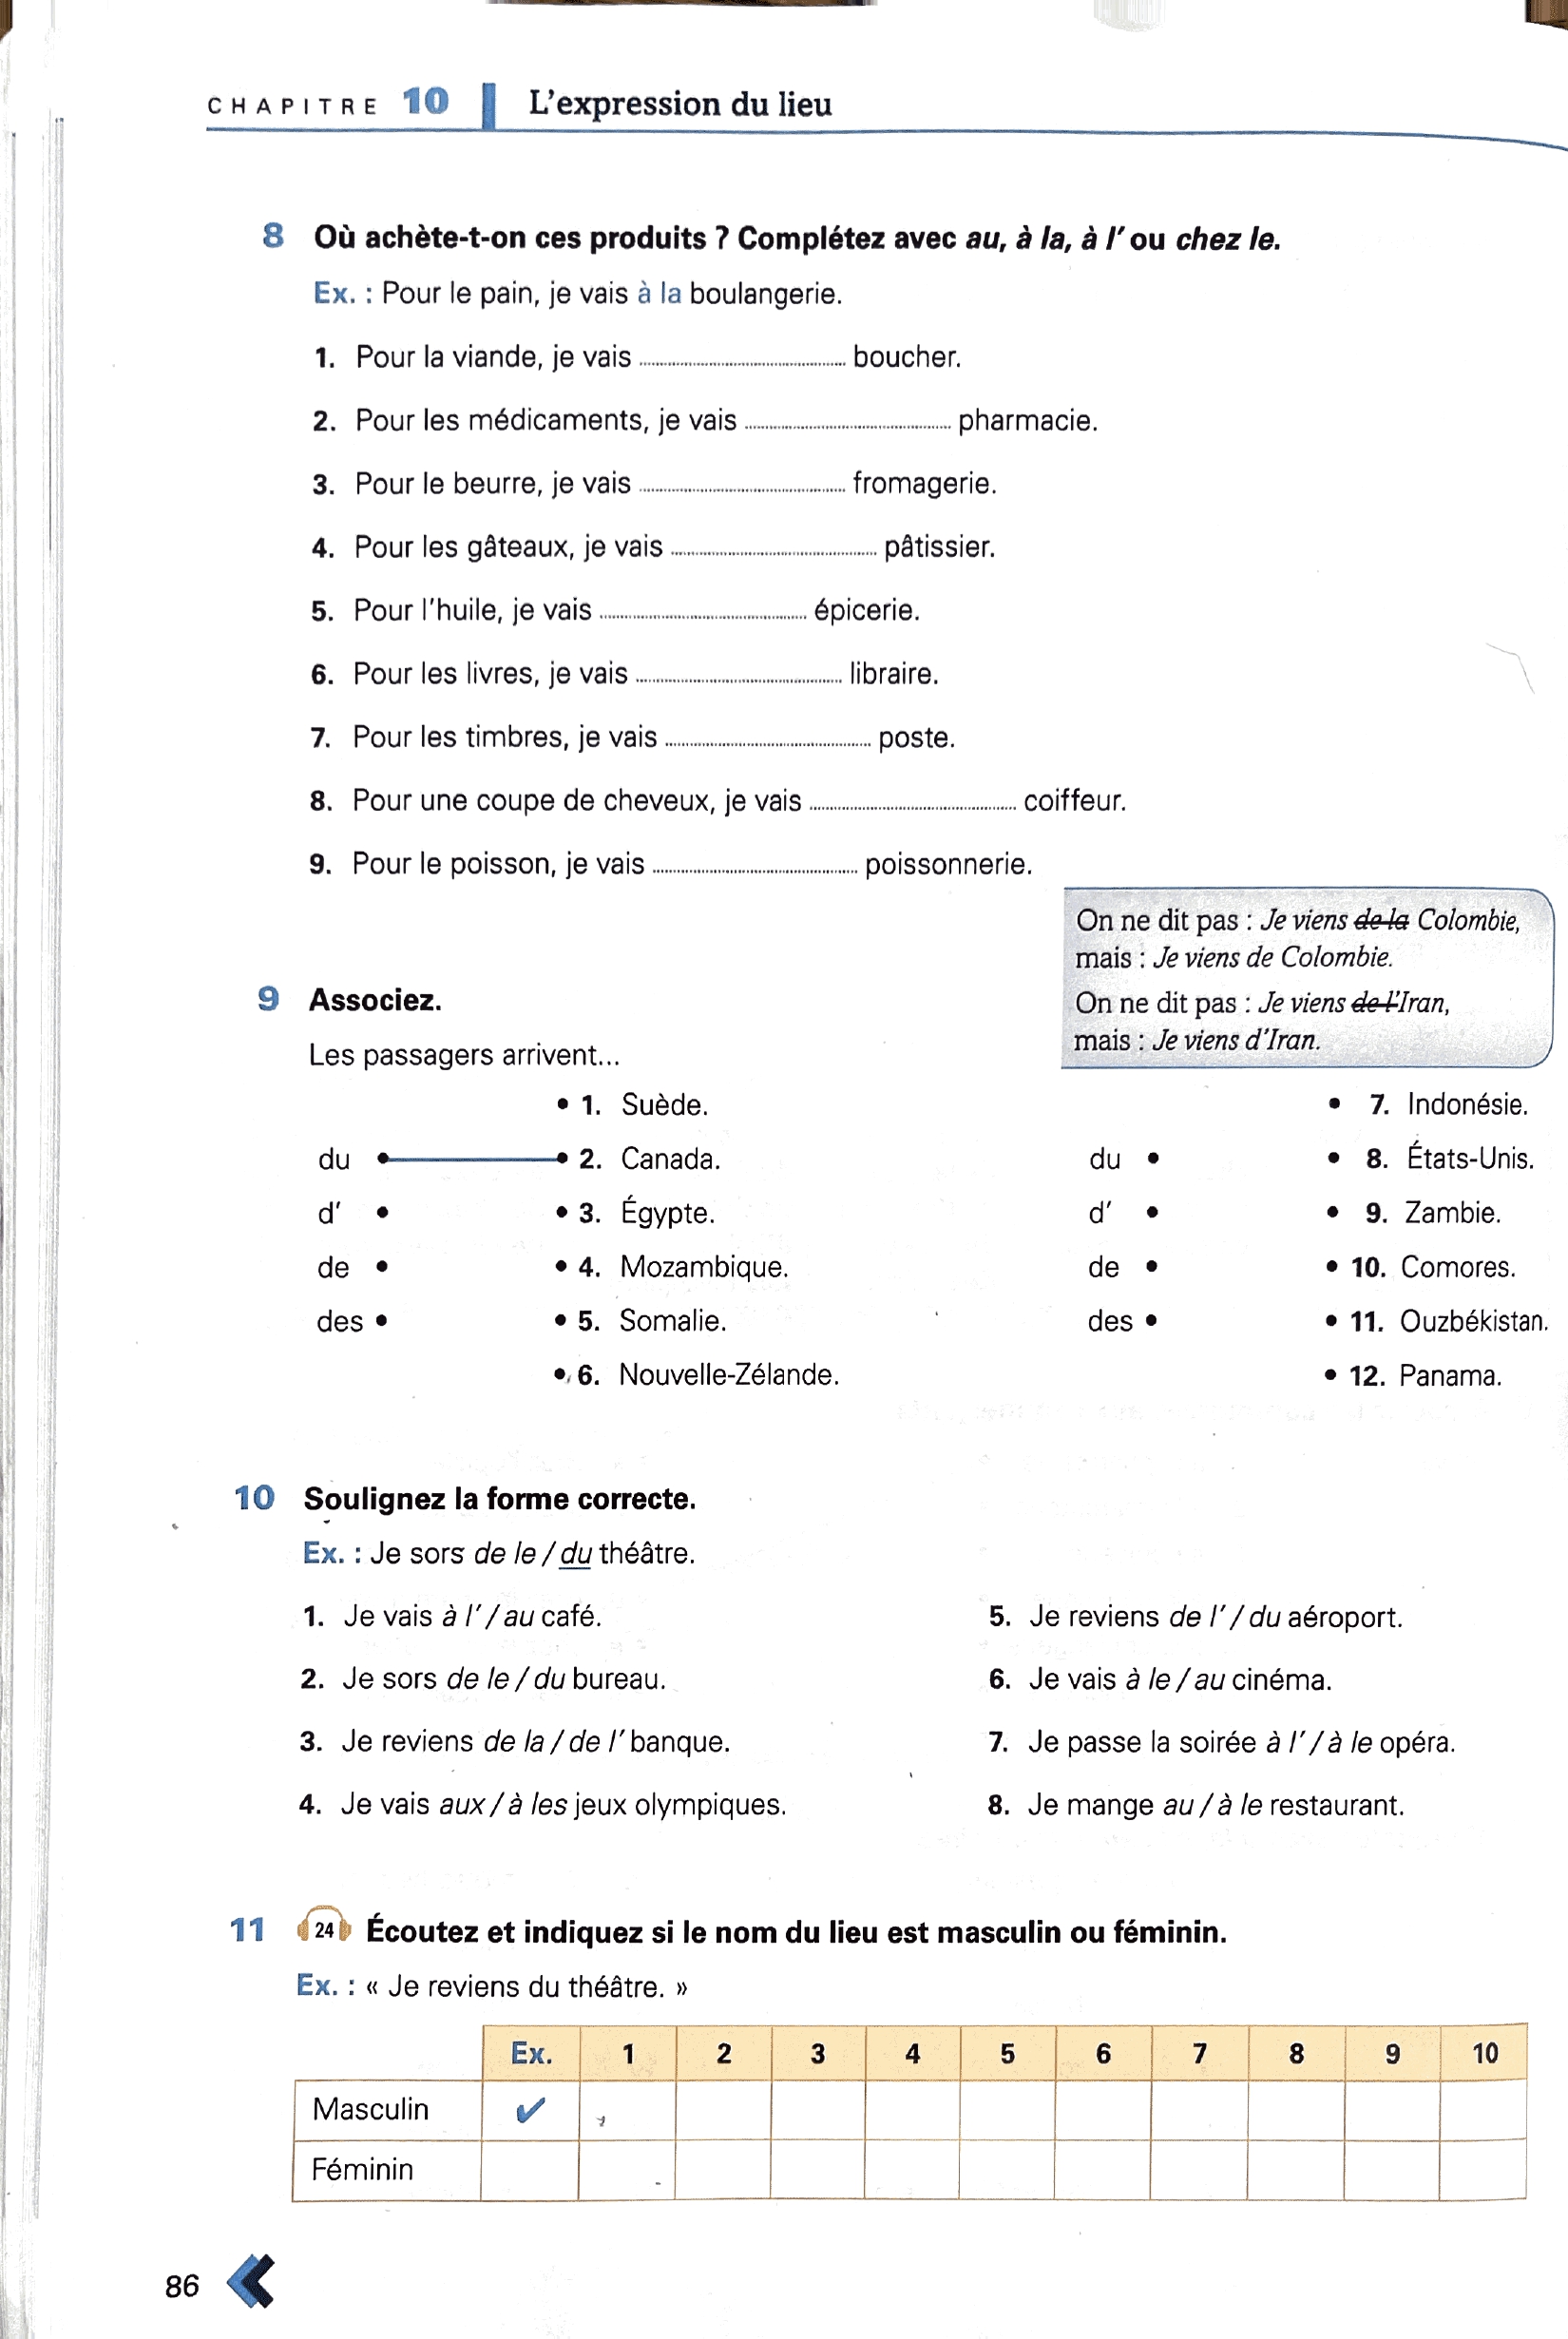 CHAPITRE 10 L'expression du lieu
8 Où achète-t-on ces produits ? Complétez avec au, à la, à l' ou chez le.
Ex. : Pour le pain, je vais à la boulangerie.
1. Pour la viande, je vais ........................ boucher.
2. Pour les médicaments, je vais ........................ pharmacie.
3. Pour le beurre, je vais ........................ fromagerie.
4. Pour les gâteaux, je vais ........................ pâtissier.
5. Pour l'huile, je vais ........................ épicerie.
6. Pour les livres, je vais ........................ libraire.
7. Pour les timbres, je vais ........................ poste.
8. Pour une coupe de cheveux, je vais ........................ coiffeur.
9. Pour le poisson, je vais ........................ poissonnerie.
On ne dit pas : Je viens de la Colombie,
mais : Je viens de Colombie.
On ne dit pas : Je viens de l'Iran,
mais : Je viens d'Iran.
9 Associez.
Les passagers arrivent...
• 1. Suède.
du • • 2. Canada.
d' • • 3. Égypte.
de • • 4. Mozambique.
des • • 5. Somalie.
• 6. Nouvelle-Zélande.
• 7. Indonésie.
du • • 8. États-Unis.
d' • • 9. Zambie.
de • • 10. Comores.
des • • 11. Ouzbékistan.
• 12. Panama.
10 Soulignez la forme correcte.
Ex. : Je sors de le / du théâtre.
1. Je vais à l' / au café.
2. Je sors de le / du bureau.
3. Je reviens de la / de l' banque.
4. Je vais aux / à les jeux olympiques.
5. Je reviens de l' / du aéroport.
6. Je vais à le / au cinéma.
7. Je passe la soirée à l' / à le opéra.
8. Je mange au / à le restaurant.
11 24 Écoutez et indiquez si le nom du lieu est masculin ou féminin.
Ex. : « Je reviens du théâtre. »
Ex. 1 2 3 4 5 6 7 8 9 10
Masculin ✔
Féminin
86